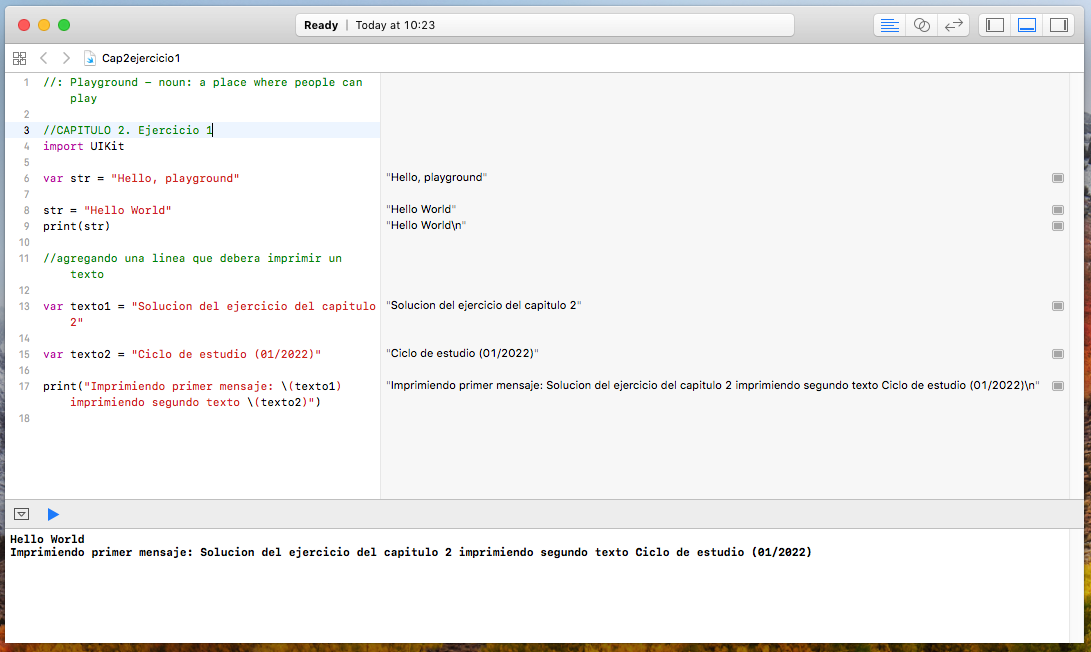 Ready | Today at 10:23
Cap2ejercicio1
1 //: Playground - noun: a place where people can
play
2
3 //CAPITULO 2. Ejercicio 1
4 import UIKit
5
6 var str = "Hello, playground" "Hello, playground"
7
8 str = "Hello World" "Hello World"
9 print(str) "Hello World\n"
10
11 //agregando una linea que debera imprimir un
texto
12
13 var texto1 = "Solucion del ejercicio del capitulo "Solucion del ejercicio del capitulo 2"
2"
14
15 var texto2 = "Ciclo de estudio (01/2022)" "Ciclo de estudio (01/2022)"
16
17 print("Imprimiendo primer mensaje: \(texto1) "Imprimiendo primer mensaje: Solucion del ejercicio del capitulo 2 imprimiendo segundo texto Ciclo de estudio (01/2022)\n"
imprimiendo segundo texto \(texto2)")
18
Hello World
Imprimiendo primer mensaje: Solucion del ejercicio del capitulo 2 imprimiendo segundo texto Ciclo de estudio (01/2022)